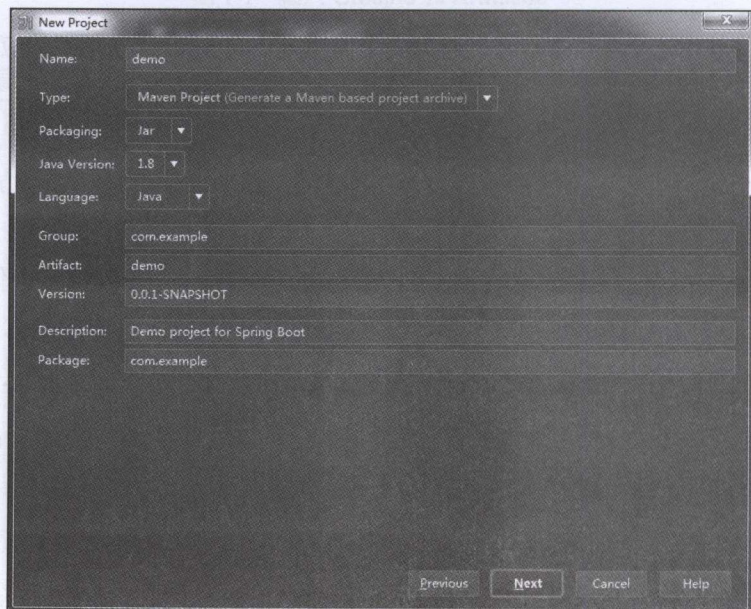 New Project
Name: demo
Type: Maven Project (Generate a Maven based project archive)
Packaging: Jar
Java Version: 1.8
Language: Java
Group: com.example
Artifact: demo
Version: 0.0.1-SNAPSHOT
Description: Demo project for Spring Boot
Package: com.example
Previous Next Cancel Help